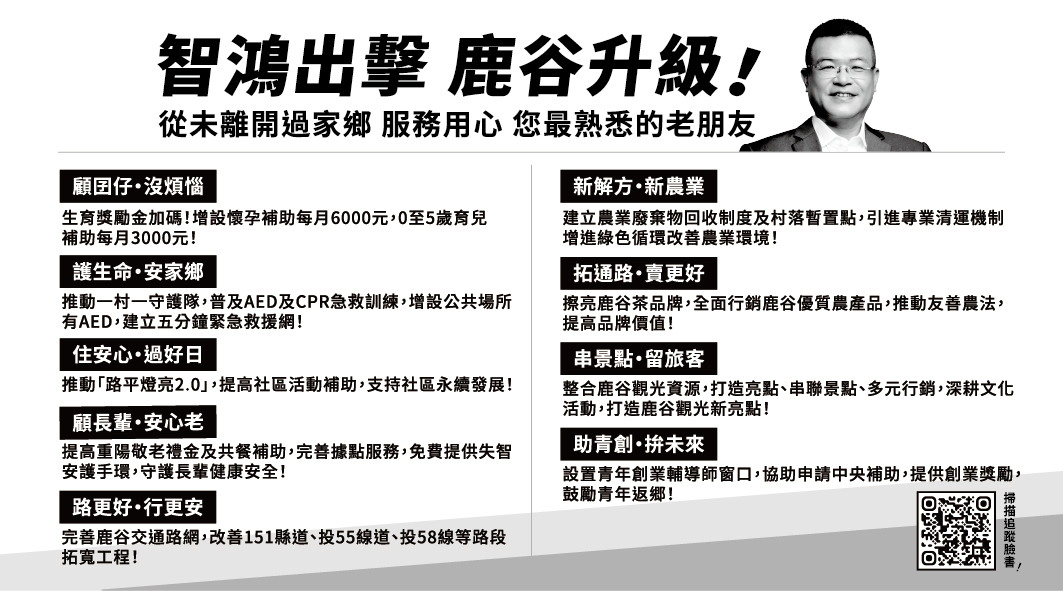 智鴻出擊 鹿谷升級！
從未離開過家鄉 服務用心 您最熟悉的老朋友
顧囝仔•沒煩惱
生育獎勵金加碼！增設懷孕補助每月6000元，0至5歲育兒
補助每月3000元！
護生命•安家鄉
推動一村一守護隊，普及AED及CPR急救訓練，增設公共場所
有AED，建立五分鐘緊急救援網！
住安心•過好日
推動「路平燈亮2.0」，提高社區活動補助，支持社區永續發展！
顧長輩•安心老
提高重陽敬老禮金及共餐補助，完善據點服務，免費提供失智
安護手環，守護長輩健康安全！
路更好•行更安
完善鹿谷交通路網，改善151縣道、投55線道、投58線等路段
拓寬工程！
新解方•新農業
建立農業廢棄物回收制度及村落暫置點，引進專業清運機制
增進綠色循環改善農業環境！
拓通路•賣更好
擦亮鹿谷茶品牌，全面行銷鹿谷優質農產品，推動友善農法，
提高品牌價值！
串景點•留旅客
整合鹿谷觀光資源，打造亮點、串聯景點、多元行銷，深耕文化
活動，打造鹿谷觀光新亮點！
助青創•拚未來
設置青年創業輔導師窗口，協助申請中央補助，提供創業獎勵，
鼓勵青年返鄉！
掃描追蹤臉書！